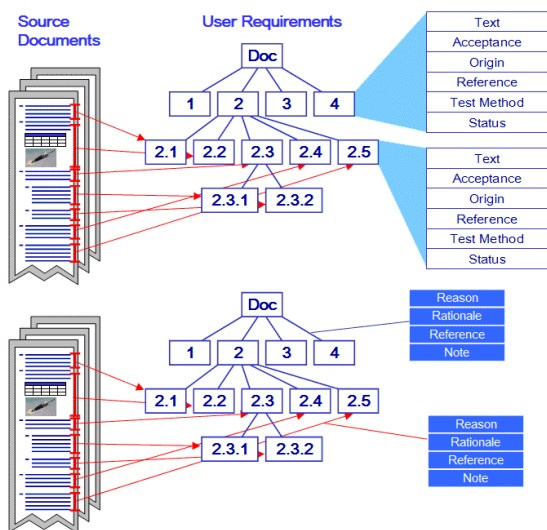 Source
Documents
User Requirements
Doc
1 2 3 4
2.1 2.2 2.3 2.4 2.5
2.3.1 2.3.2
Text
Acceptance
Origin
Reference
Test Method
Status
Text
Acceptance
Origin
Reference
Test Method
Status
Doc
1 2 3 4
2.1 2.2 2.3 2.4 2.5
2.3.1 2.3.2
Reason
Rationale
Reference
Note
Reason
Rationale
Reference
Note